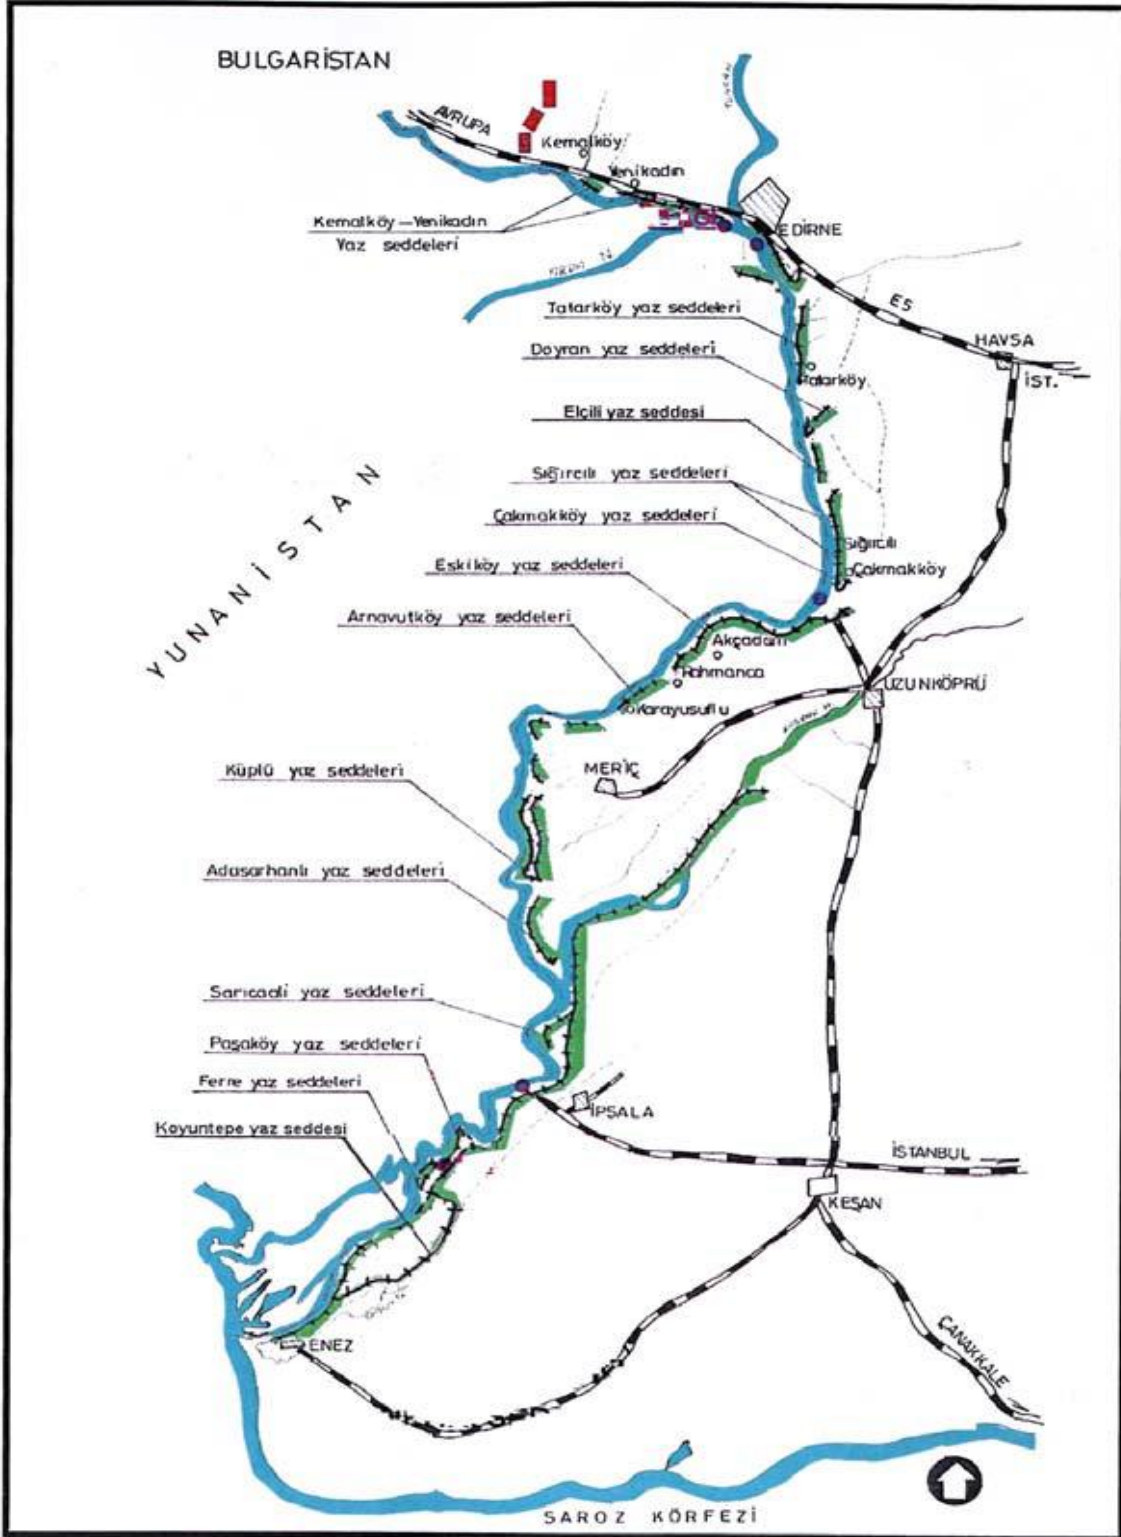 BULGARİSTAN
AVRUPA
Kemalköy
Yenikadın
Kemalköy—Yenikadın
Yaz seddeleri
EDİRNE
Tatarköy yaz seddeleri
E5
HAVSA
Doyran yaz seddeleri
Tatarköy
İST.
Elçili yaz seddesi
YUNANİSTAN
Sığırcılı yaz seddeleri
Çakmakköy yaz seddeleri
Sığırcılı
Eskiköy yaz seddeleri
Çakmakköy
Arnavutköy yaz seddeleri
Akçadam
Rahmanca
UZUNKÖPRÜ
Karayusuflu
MERİÇ
Küplü yaz seddeleri
Adasarhanlı yaz seddeleri
Sarıcaali yaz seddeleri
Paşaköy yaz seddeleri
Ferre yaz seddeleri
İPSALA
Koyuntepe yaz seddesi
İSTANBUL
KEŞAN
ENEZ
ÇANAKKALE
SAROZ KÖRFEZİ